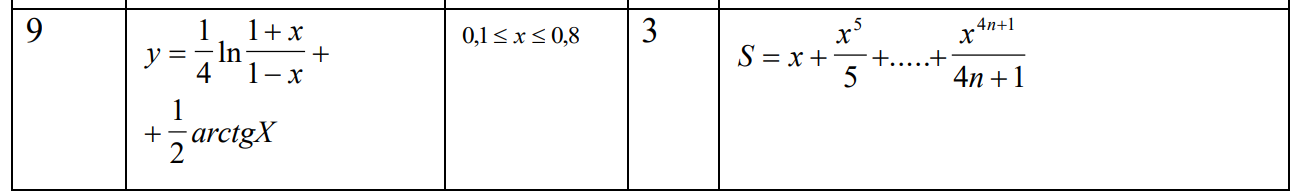 9
y = 1/4 ln (1 + x)/(1 − x) +
+ 1/2 arctgX
0,1 ≤ x ≤ 0,8
3
S = x + x^5/5 + ..... + x^(4n+1)/(4n + 1)